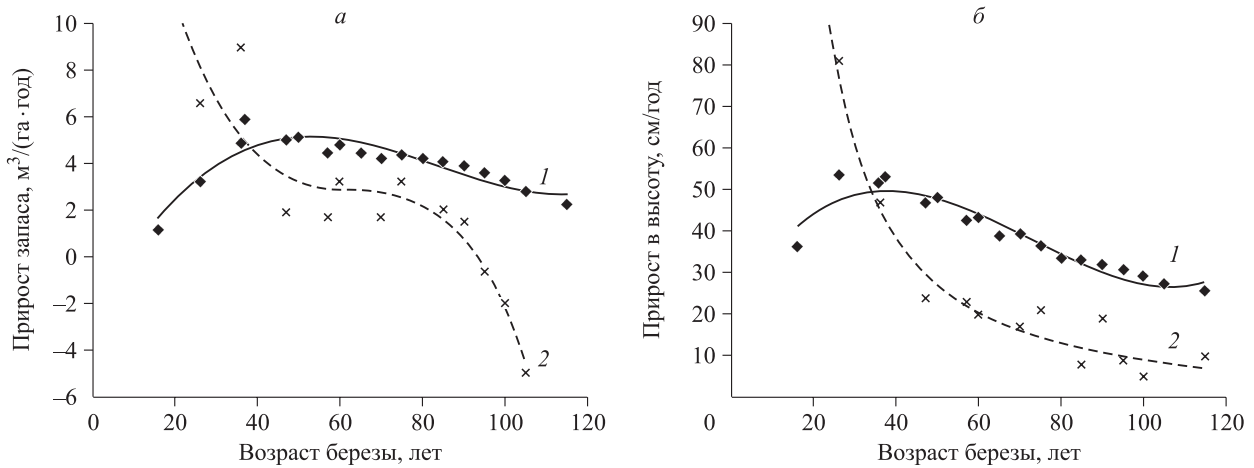 а
Прирост запаса, м³/(га·год)
10
8
6
4
2
0
–2
–4
–6
1
2
0 20 40 60 80 100 120
Возраст березы, лет
б
Прирост в высоту, см/год
90
80
70
60
50
40
30
20
10
1
2
0 20 40 60 80 100 120
Возраст березы, лет